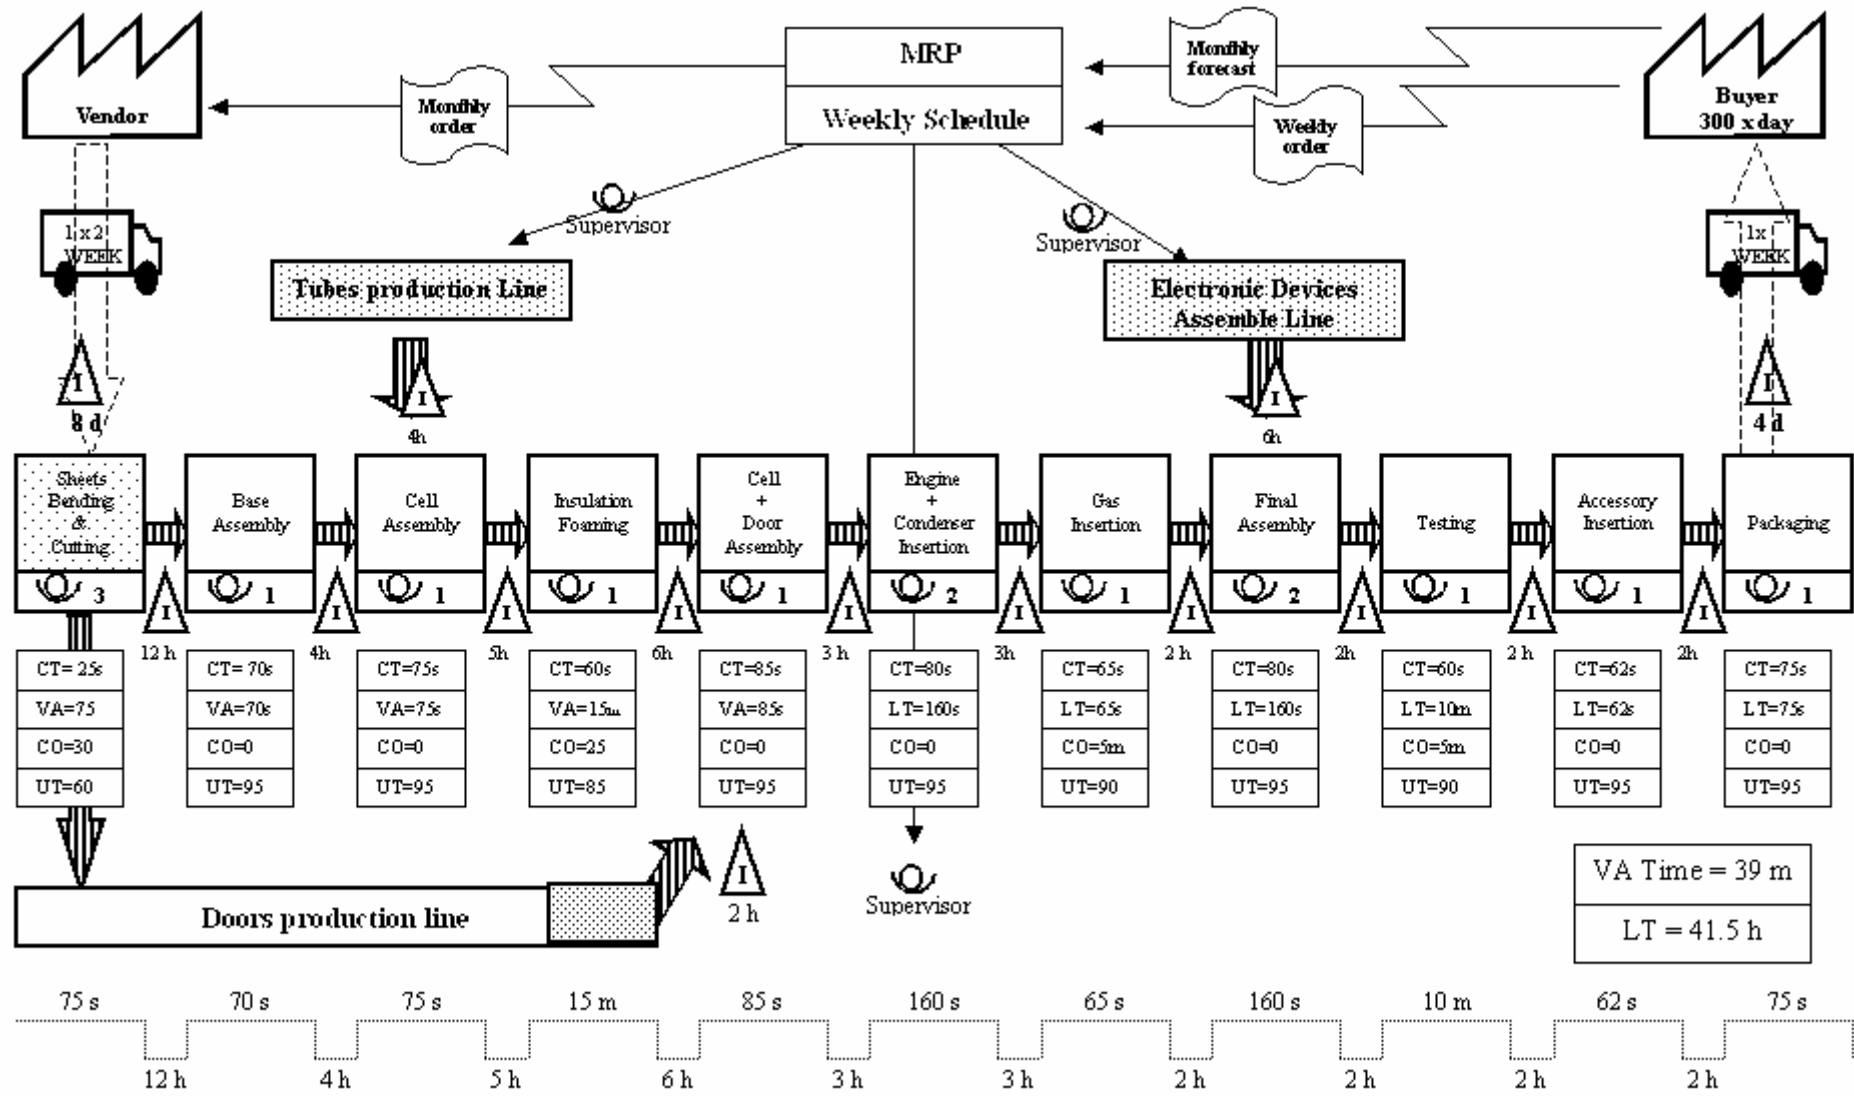 Vendor
Monthly
order
MRP
Weekly Schedule
Monthly
forecast
Weekly
order
Buyer
300 x day
1 x 2
WEEK
Supervisor
Supervisor
1x
WEEK
Tubes production Line
Electronic Devices
Assemble Line
I
8 d
I
4h
I
6h
I
4 d
Sheets
Bending
&
Cutting
3
Base
Assembly
1
Cell
Assembly
1
Insulation
Foaming
1
Cell
+
Door
Assembly
1
Engine
+
Condenser
Insertion
2
Gas
Insertion
1
Final
Assembly
2
Testing
1
Accessory
Insertion
1
Packaging
1
I
12 h
I
4h
I
5h
I
6h
I
3 h
I
3h
I
2 h
I
2h
I
2 h
I
2h
CT= 25s
VA=75
CO=30
UT=60
CT= 70s
VA=70s
CO=0
UT=95
CT=75s
VA=75s
CO=0
UT=95
CT=60s
VA=15m
CO=25
UT=85
CT=85s
VA=85s
CO=0
UT=95
CT=80s
LT=160s
CO=0
UT=95
CT=65s
LT=65s
CO=5m
UT=90
CT=80s
LT=160s
CO=0
UT=95
CT=60s
LT=10m
CO=5m
UT=90
CT=62s
LT=62s
CO=0
UT=95
CT=75s
LT=75s
CO=0
UT=95
Doors production line
I
2 h
Supervisor
VA Time = 39 m
LT = 41.5 h
75 s
70 s
75 s
15 m
85 s
160 s
65 s
160 s
10 m
62 s
75 s
12 h
4 h
5 h
6 h
3 h
3 h
2 h
2 h
2 h
2 h